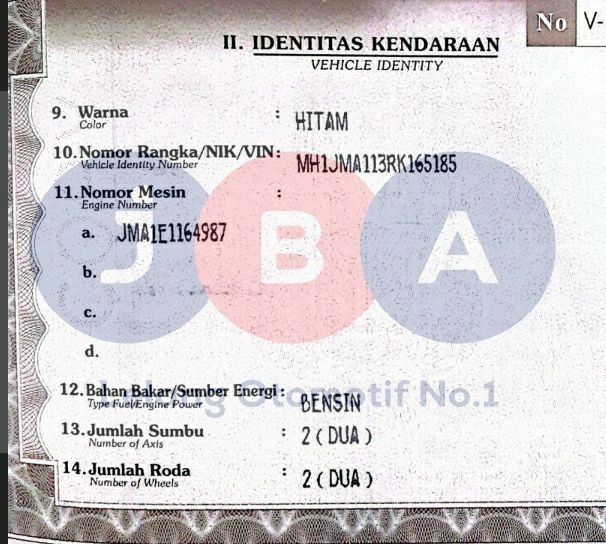 No V-
II. IDENTITAS KENDARAAN
VEHICLE IDENTITY
9. Warna : HITAM
Color
10. Nomor Rangka/NIK/VIN: MH1JMA113RK165185
Vehicle Identity Number
11. Nomor Mesin :
Engine Number
a. JMA1E1164987
JBA
b.
c.
d.
12. Bahan Bakar/Sumber Energi : BENSIN
Type Fuel/Engine Power
Otomotif No.1
13. Jumlah Sumbu : 2 ( DUA )
Number of Axis
14. Jumlah Roda : 2 ( DUA )
Number of Wheels